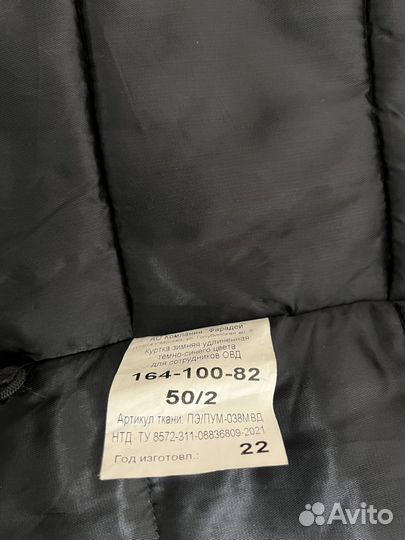 АО Компания "Фарадей"
Куртка зимняя удлиненная
темно-синего цвета
для сотрудников ОВД
164-100-82
50/2
Артикул ткани: ПЭ/ПУМ-038МВД
НТД ТУ 8572-311-08836809-2021
Год изготовл.: 22
Avito